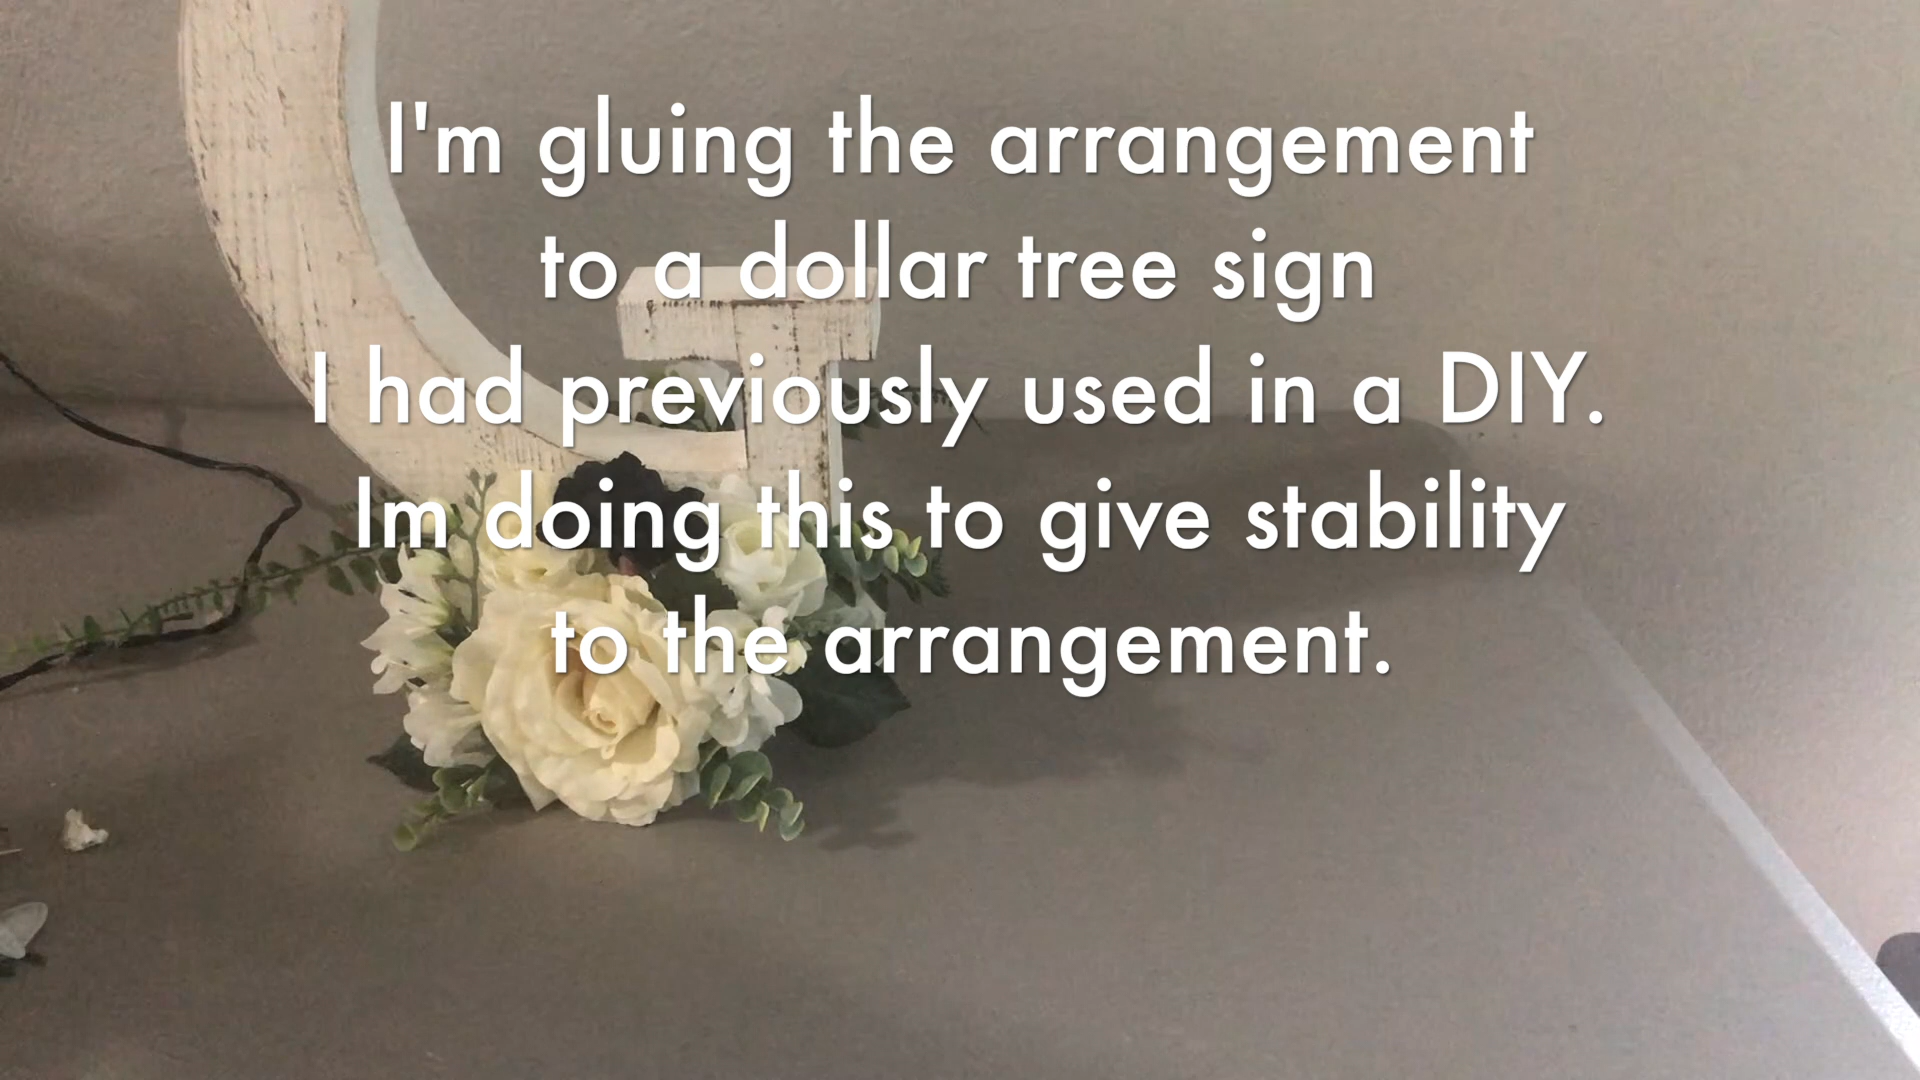 I'm gluing the arrangement
to a dollar tree sign
I had previously used in a DIY.
Im doing this to give stability
to the arrangement.